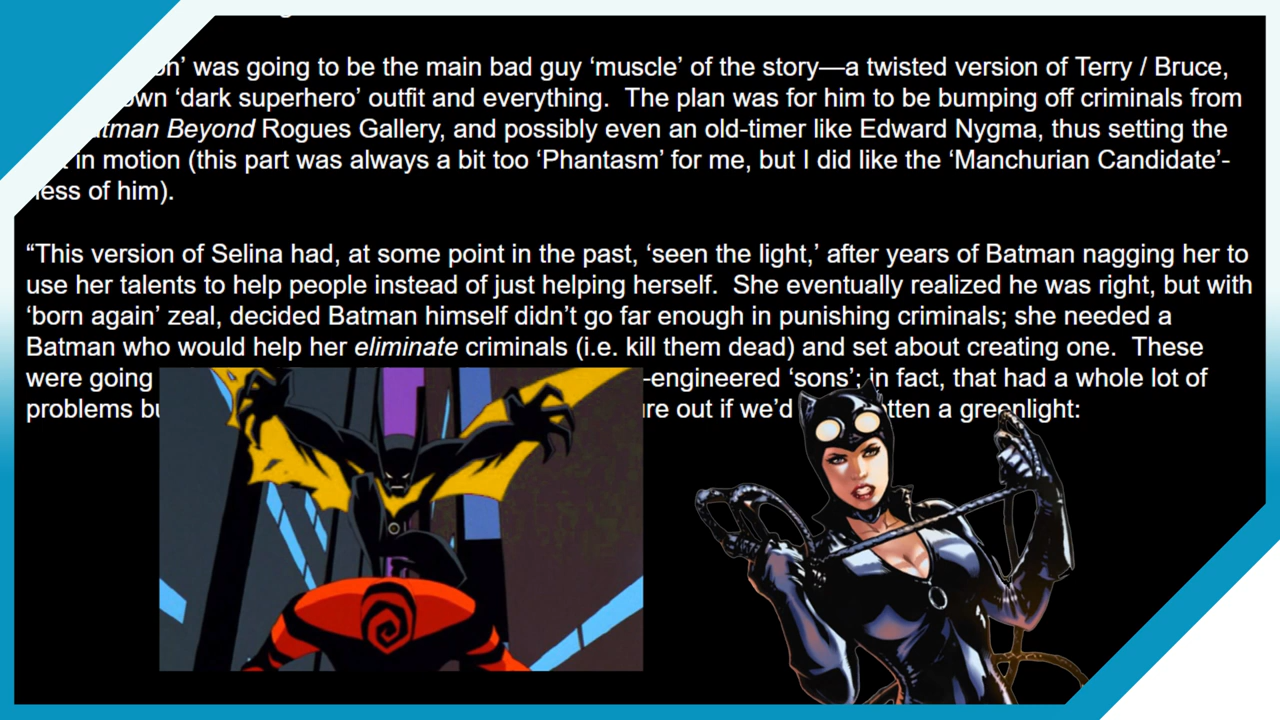 was going to be the main bad guy ‘muscle’ of the story—a twisted version of Terry / Bruce,
‘dark superhero’ outfit and everything.  The plan was for him to be bumping off criminals from
Beyond Rogues Gallery, and possibly even an old-timer like Edward Nygma, thus setting the
in motion (this part was always a bit too ‘Phantasm’ for me, but I did like the ‘Manchurian Candidate’-
ness of him).
“This version of Selina had, at some point in the past, ‘seen the light,’ after years of Batman nagging her to
use her talents to help people instead of just helping herself.  She eventually realized he was right, but with
‘born again’ zeal, decided Batman himself didn’t go far enough in punishing criminals; she needed a
Batman who would help her eliminate criminals (i.e. kill them dead) and set about creating one.  These
were going -engineered ‘sons’; in fact, that had a whole lot of
problems out if we’d a greenlight: